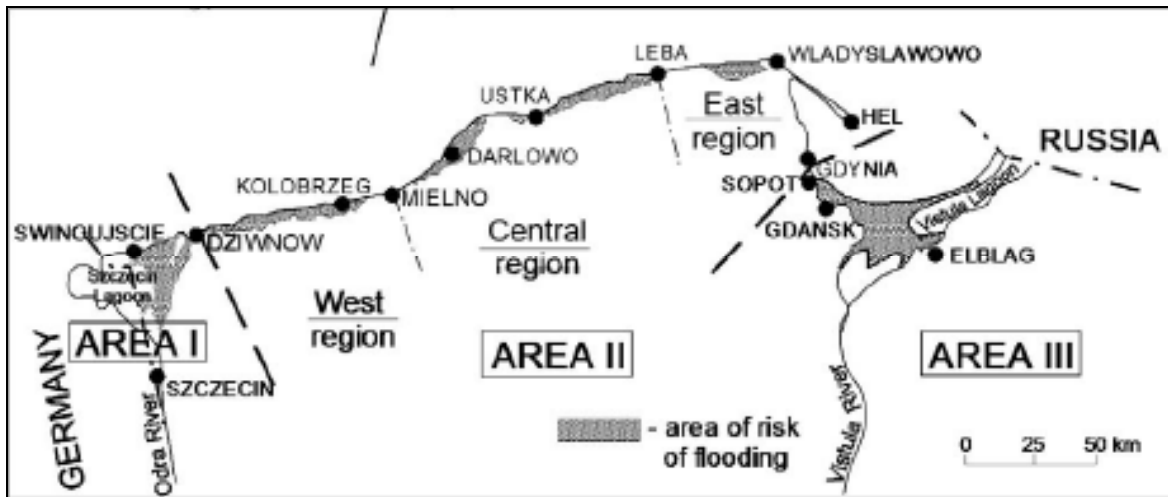 LEBA
WLADYSLAWOWO
USTKA
East
region
HEL
RUSSIA
DARLOWO
GDYNIA
KOLOBRZEG
MIELNO
SOPOT
Vistula Lagoon
SWINOUJSCIE
DZIWNOW
Central
region
GDANSK
ELBLAG
Szczecin
Lagoon
West
region
AREA I
AREA II
AREA III
GERMANY
SZCZECIN
Odra River
Vistula River
- area of risk
of flooding
0 25 50 km